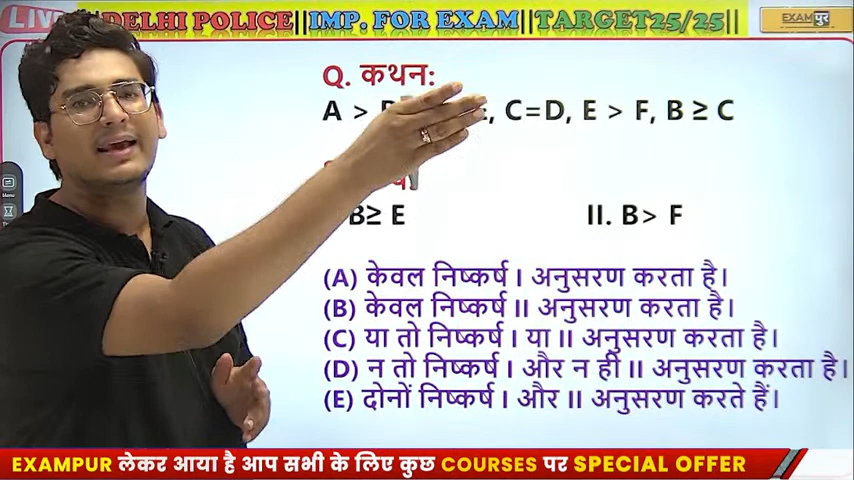 LIVE ||DELHI POLICE||IMP. FOR EXAM||TARGET25/25||
EXAMपुर
Q. कथन:
A > C=D, E > F, B ≥ C
B≥ E II. B> F
(A) केवल निष्कर्ष I अनुसरण करता है।
(B) केवल निष्कर्ष II अनुसरण करता है।
(C) या तो निष्कर्ष I या II अनुसरण करता है।
(D) न तो निष्कर्ष I और न ही II अनुसरण करता है।
(E) दोनों निष्कर्ष I और II अनुसरण करते हैं।
EXAMPUR लेकर आया है आप सभी के लिए कुछ COURSES पर SPECIAL OFFER